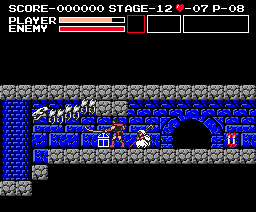 SCORE-000000 STAGE-12 ♥-07 P-08
PLAYER
ENEMY